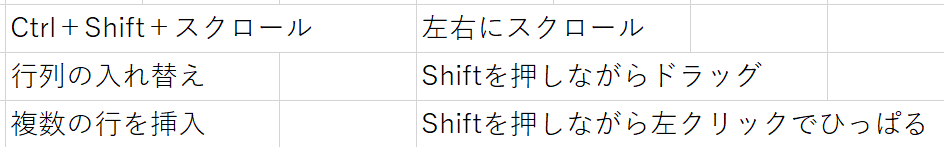 Ctrl＋Shift＋スクロール 左右にスクロール
行列の入れ替え Shiftを押しながらドラッグ
複数の行を挿入 Shiftを押しながら左クリックでひっぱる